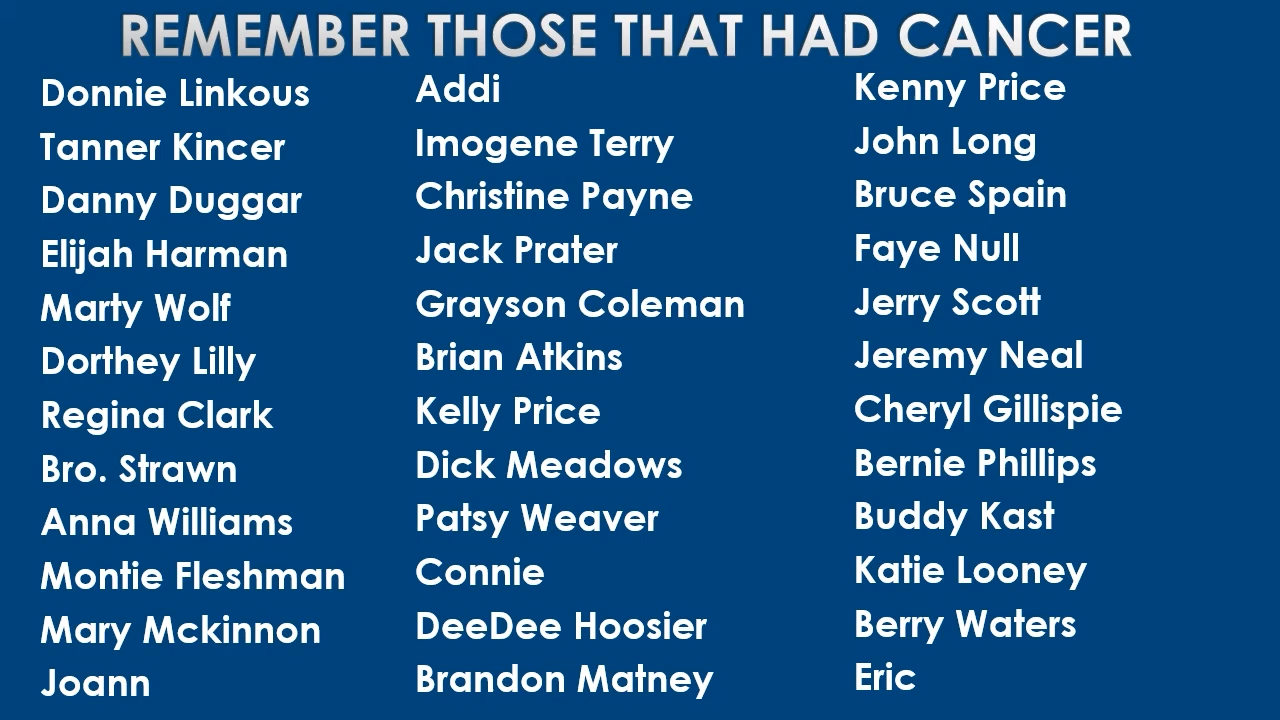 REMEMBER THOSE THAT HAD CANCER
Donnie Linkous
Tanner Kincer
Danny Duggar
Elijah Harman
Marty Wolf
Dorthey Lilly
Regina Clark
Bro. Strawn
Anna Williams
Montie Fleshman
Mary Mckinnon
Joann
Addi
Imogene Terry
Christine Payne
Jack Prater
Grayson Coleman
Brian Atkins
Kelly Price
Dick Meadows
Patsy Weaver
Connie
DeeDee Hoosier
Brandon Matney
Kenny Price
John Long
Bruce Spain
Faye Null
Jerry Scott
Jeremy Neal
Cheryl Gillispie
Bernie Phillips
Buddy Kast
Katie Looney
Berry Waters
Eric